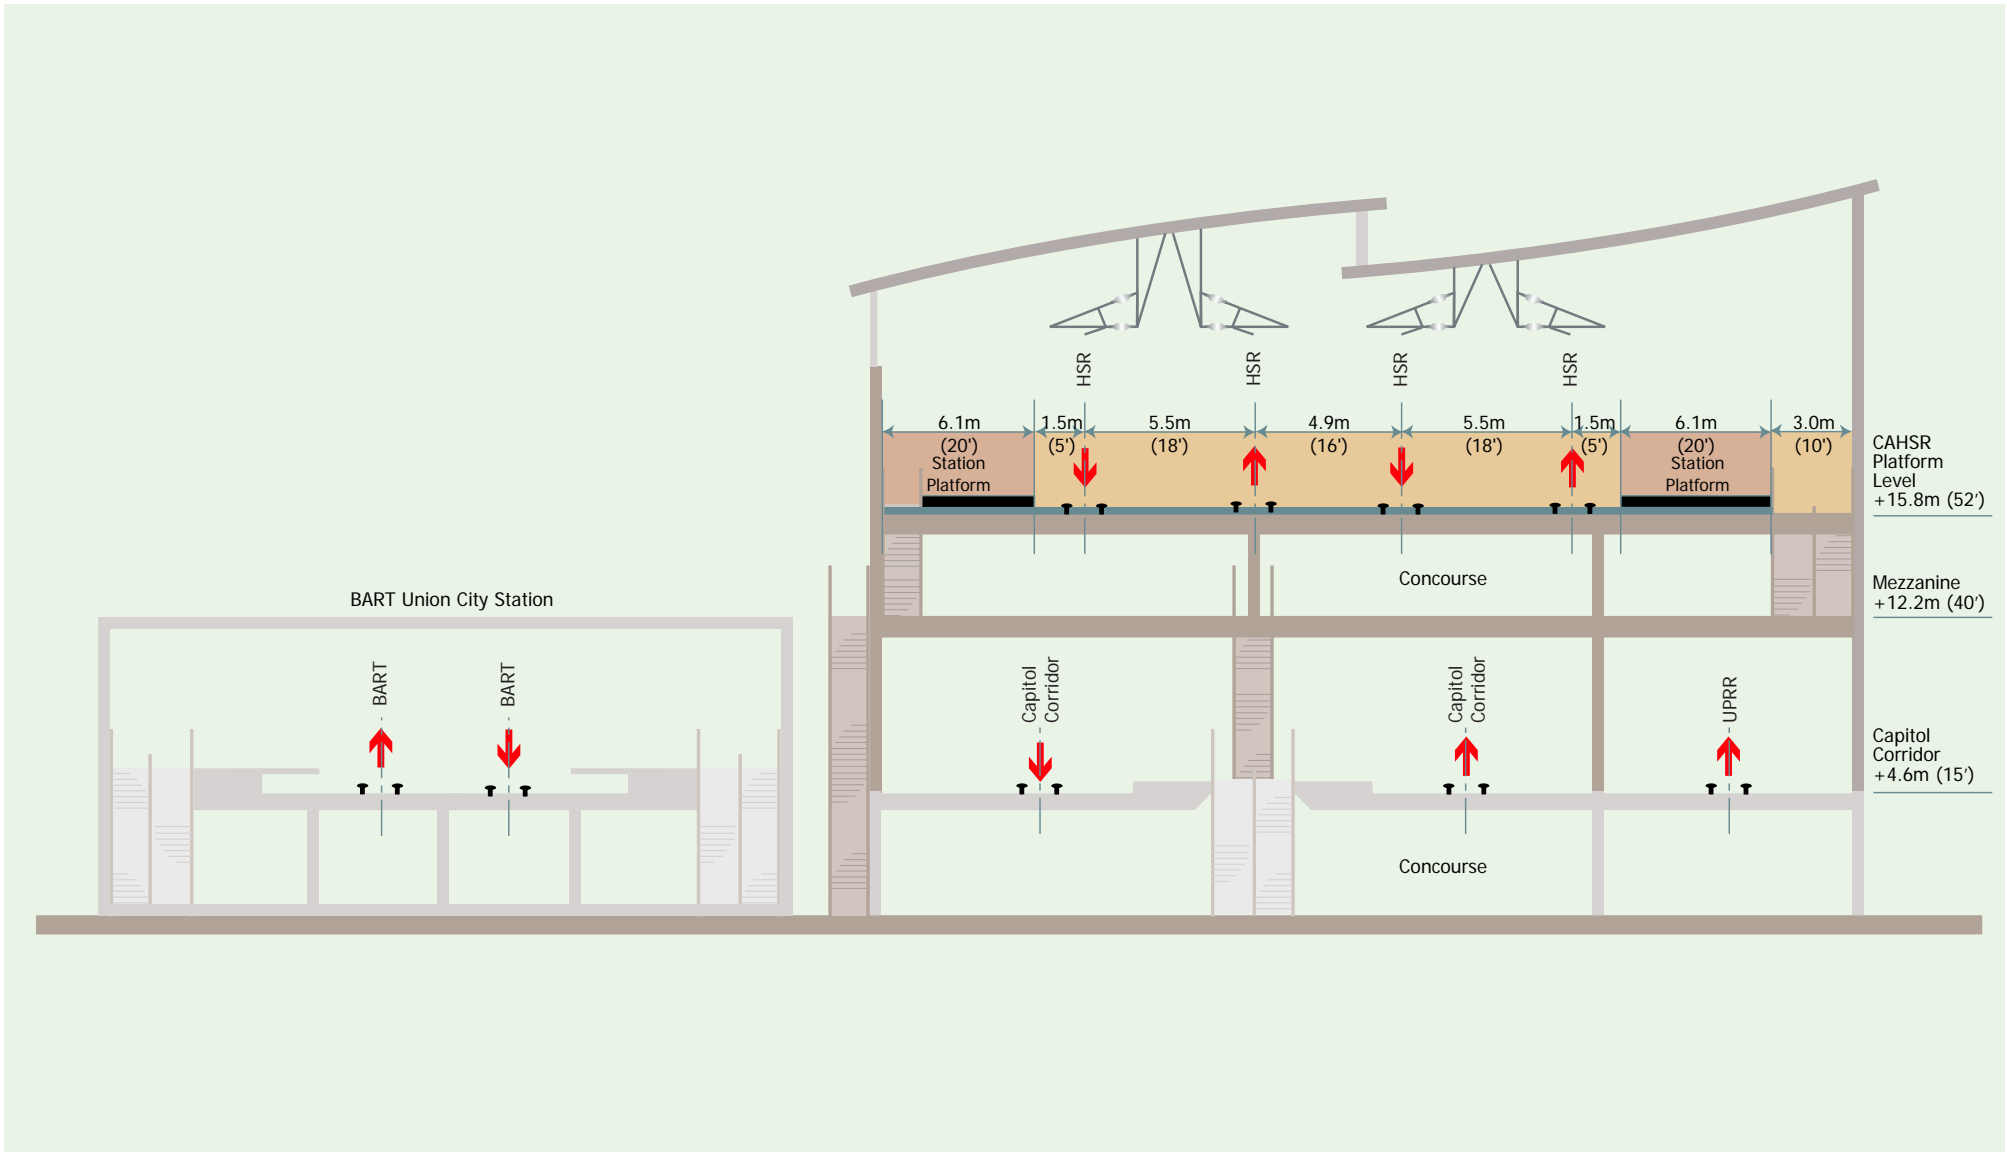 HSR
HSR
HSR
HSR
6.1m
1.5m
5.5m
4.9m
5.5m
1.5m
6.1m
3.0m
(20')
(5')
(18')
(16')
(18')
(5')
(20')
(10')
Station
Platform
Station
Platform
CAHSR
Platform
Level
+15.8m (52')
Concourse
Mezzanine
+12.2m (40')
BART Union City Station
BART
BART
Capitol
Corridor
Capitol
Corridor
UPRR
Capitol
Corridor
+4.6m (15')
Concourse